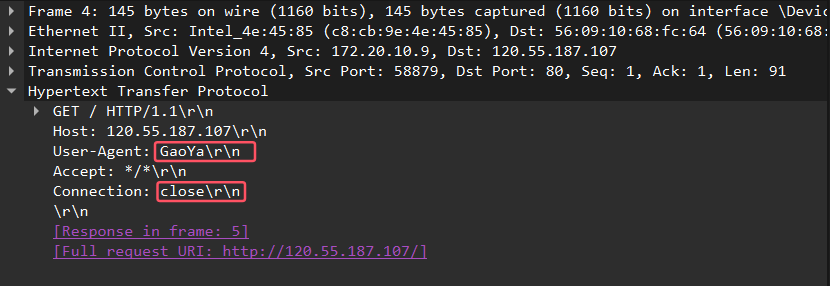 Frame 4: 145 bytes on wire (1160 bits), 145 bytes captured (1160 bits) on interface \Devic
Ethernet II, Src: Intel_4e:45:85 (c8:cb:9e:4e:45:85), Dst: 56:09:10:68:fc:64 (56:09:10:68:
Internet Protocol Version 4, Src: 172.20.10.9, Dst: 120.55.187.107
Transmission Control Protocol, Src Port: 58879, Dst Port: 80, Seq: 1, Ack: 1, Len: 91
Hypertext Transfer Protocol
GET / HTTP/1.1\r\n
Host: 120.55.187.107\r\n
User-Agent: GaoYa\r\n
Accept: */*\r\n
Connection: close\r\n
\r\n
[Response in frame: 5]
[Full request URI: http://120.55.187.107/]